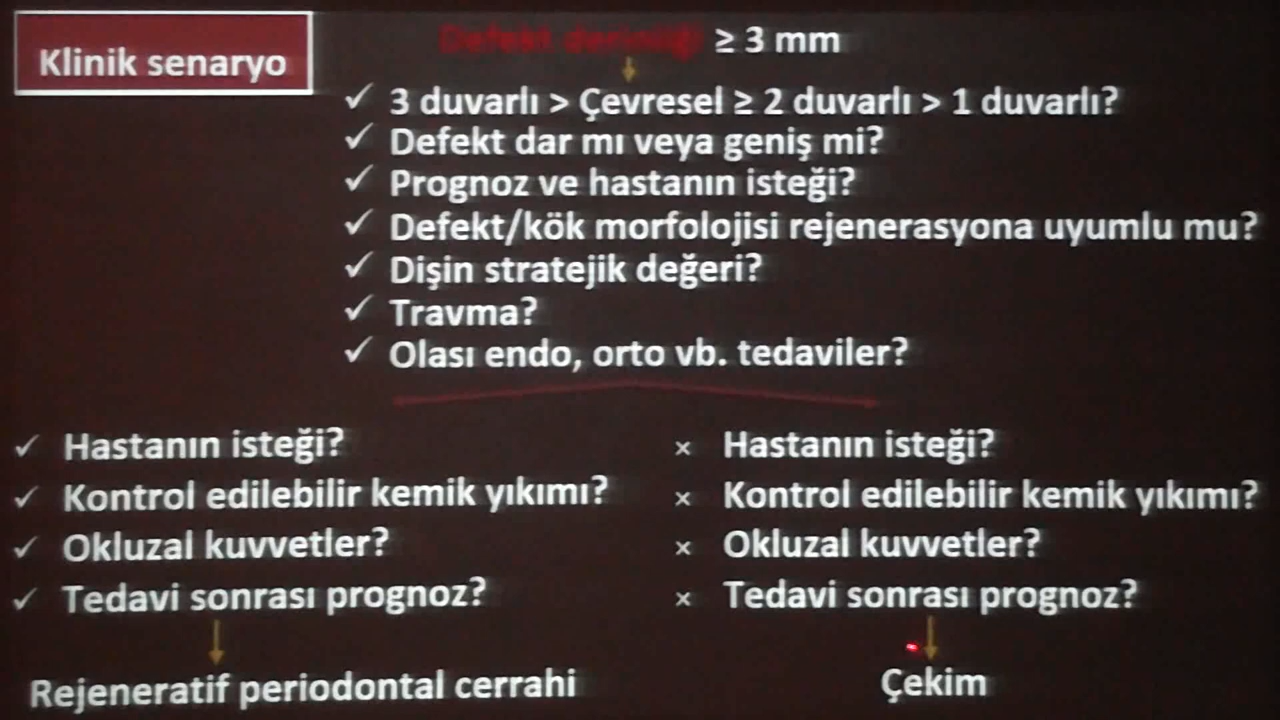 Klinik senaryo
Defekt derinliği ≥ 3 mm
✓ 3 duvarlı > Çevresel ≥ 2 duvarlı > 1 duvarlı?
✓ Defekt dar mı veya geniş mi?
✓ Prognoz ve hastanın isteği?
✓ Defekt/kök morfolojisi rejenerasyona uyumlu mu?
✓ Dişin stratejik değeri?
✓ Travma?
✓ Olası endo, orto vb. tedaviler?
✓ Hastanın isteği?
✓ Kontrol edilebilir kemik yıkımı?
✓ Okluzal kuvvetler?
✓ Tedavi sonrası prognoz?
Rejeneratif periodontal cerrahi
× Hastanın isteği?
× Kontrol edilebilir kemik yıkımı?
× Okluzal kuvvetler?
× Tedavi sonrası prognoz?
Çekim